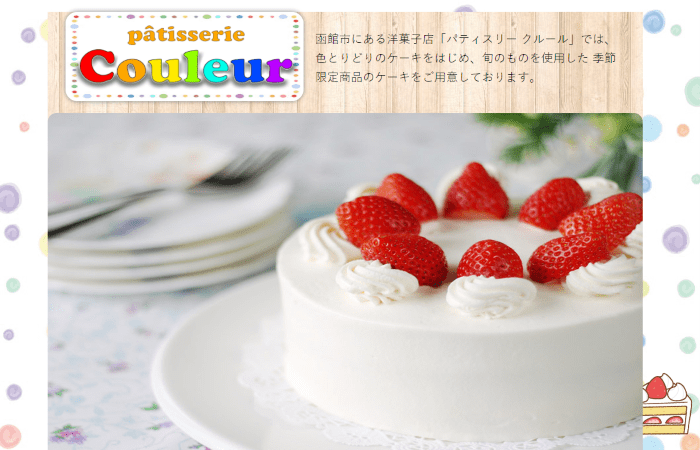 pâtisserie
Couleur
函館市にある洋菓子店「パティスリー クルール」では、
色とりどりのケーキをはじめ、旬のものを使用した 季節
限定商品のケーキをご用意しております。